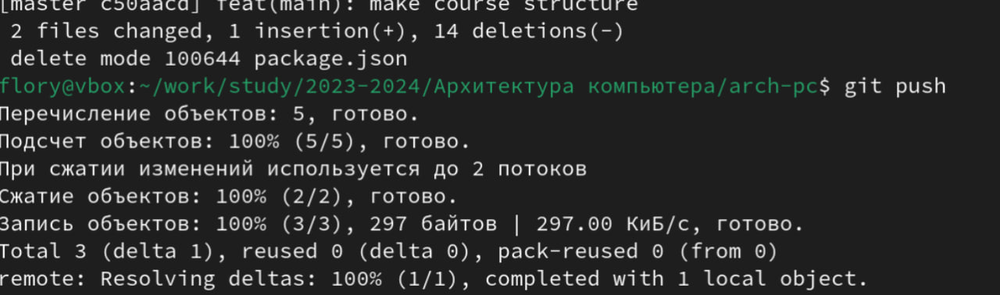 [master c50aacd] feat(main): make course structure
 2 files changed, 1 insertion(+), 14 deletions(-)
 delete mode 100644 package.json
flory@vbox:~/work/study/2023-2024/Архитектура компьютера/arch-pc$ git push
Перечисление объектов: 5, готово.
Подсчет объектов: 100% (5/5), готово.
При сжатии изменений используется до 2 потоков
Сжатие объектов: 100% (2/2), готово.
Запись объектов: 100% (3/3), 297 байтов | 297.00 КиБ/с, готово.
Total 3 (delta 1), reused 0 (delta 0), pack-reused 0 (from 0)
remote: Resolving deltas: 100% (1/1), completed with 1 local object.